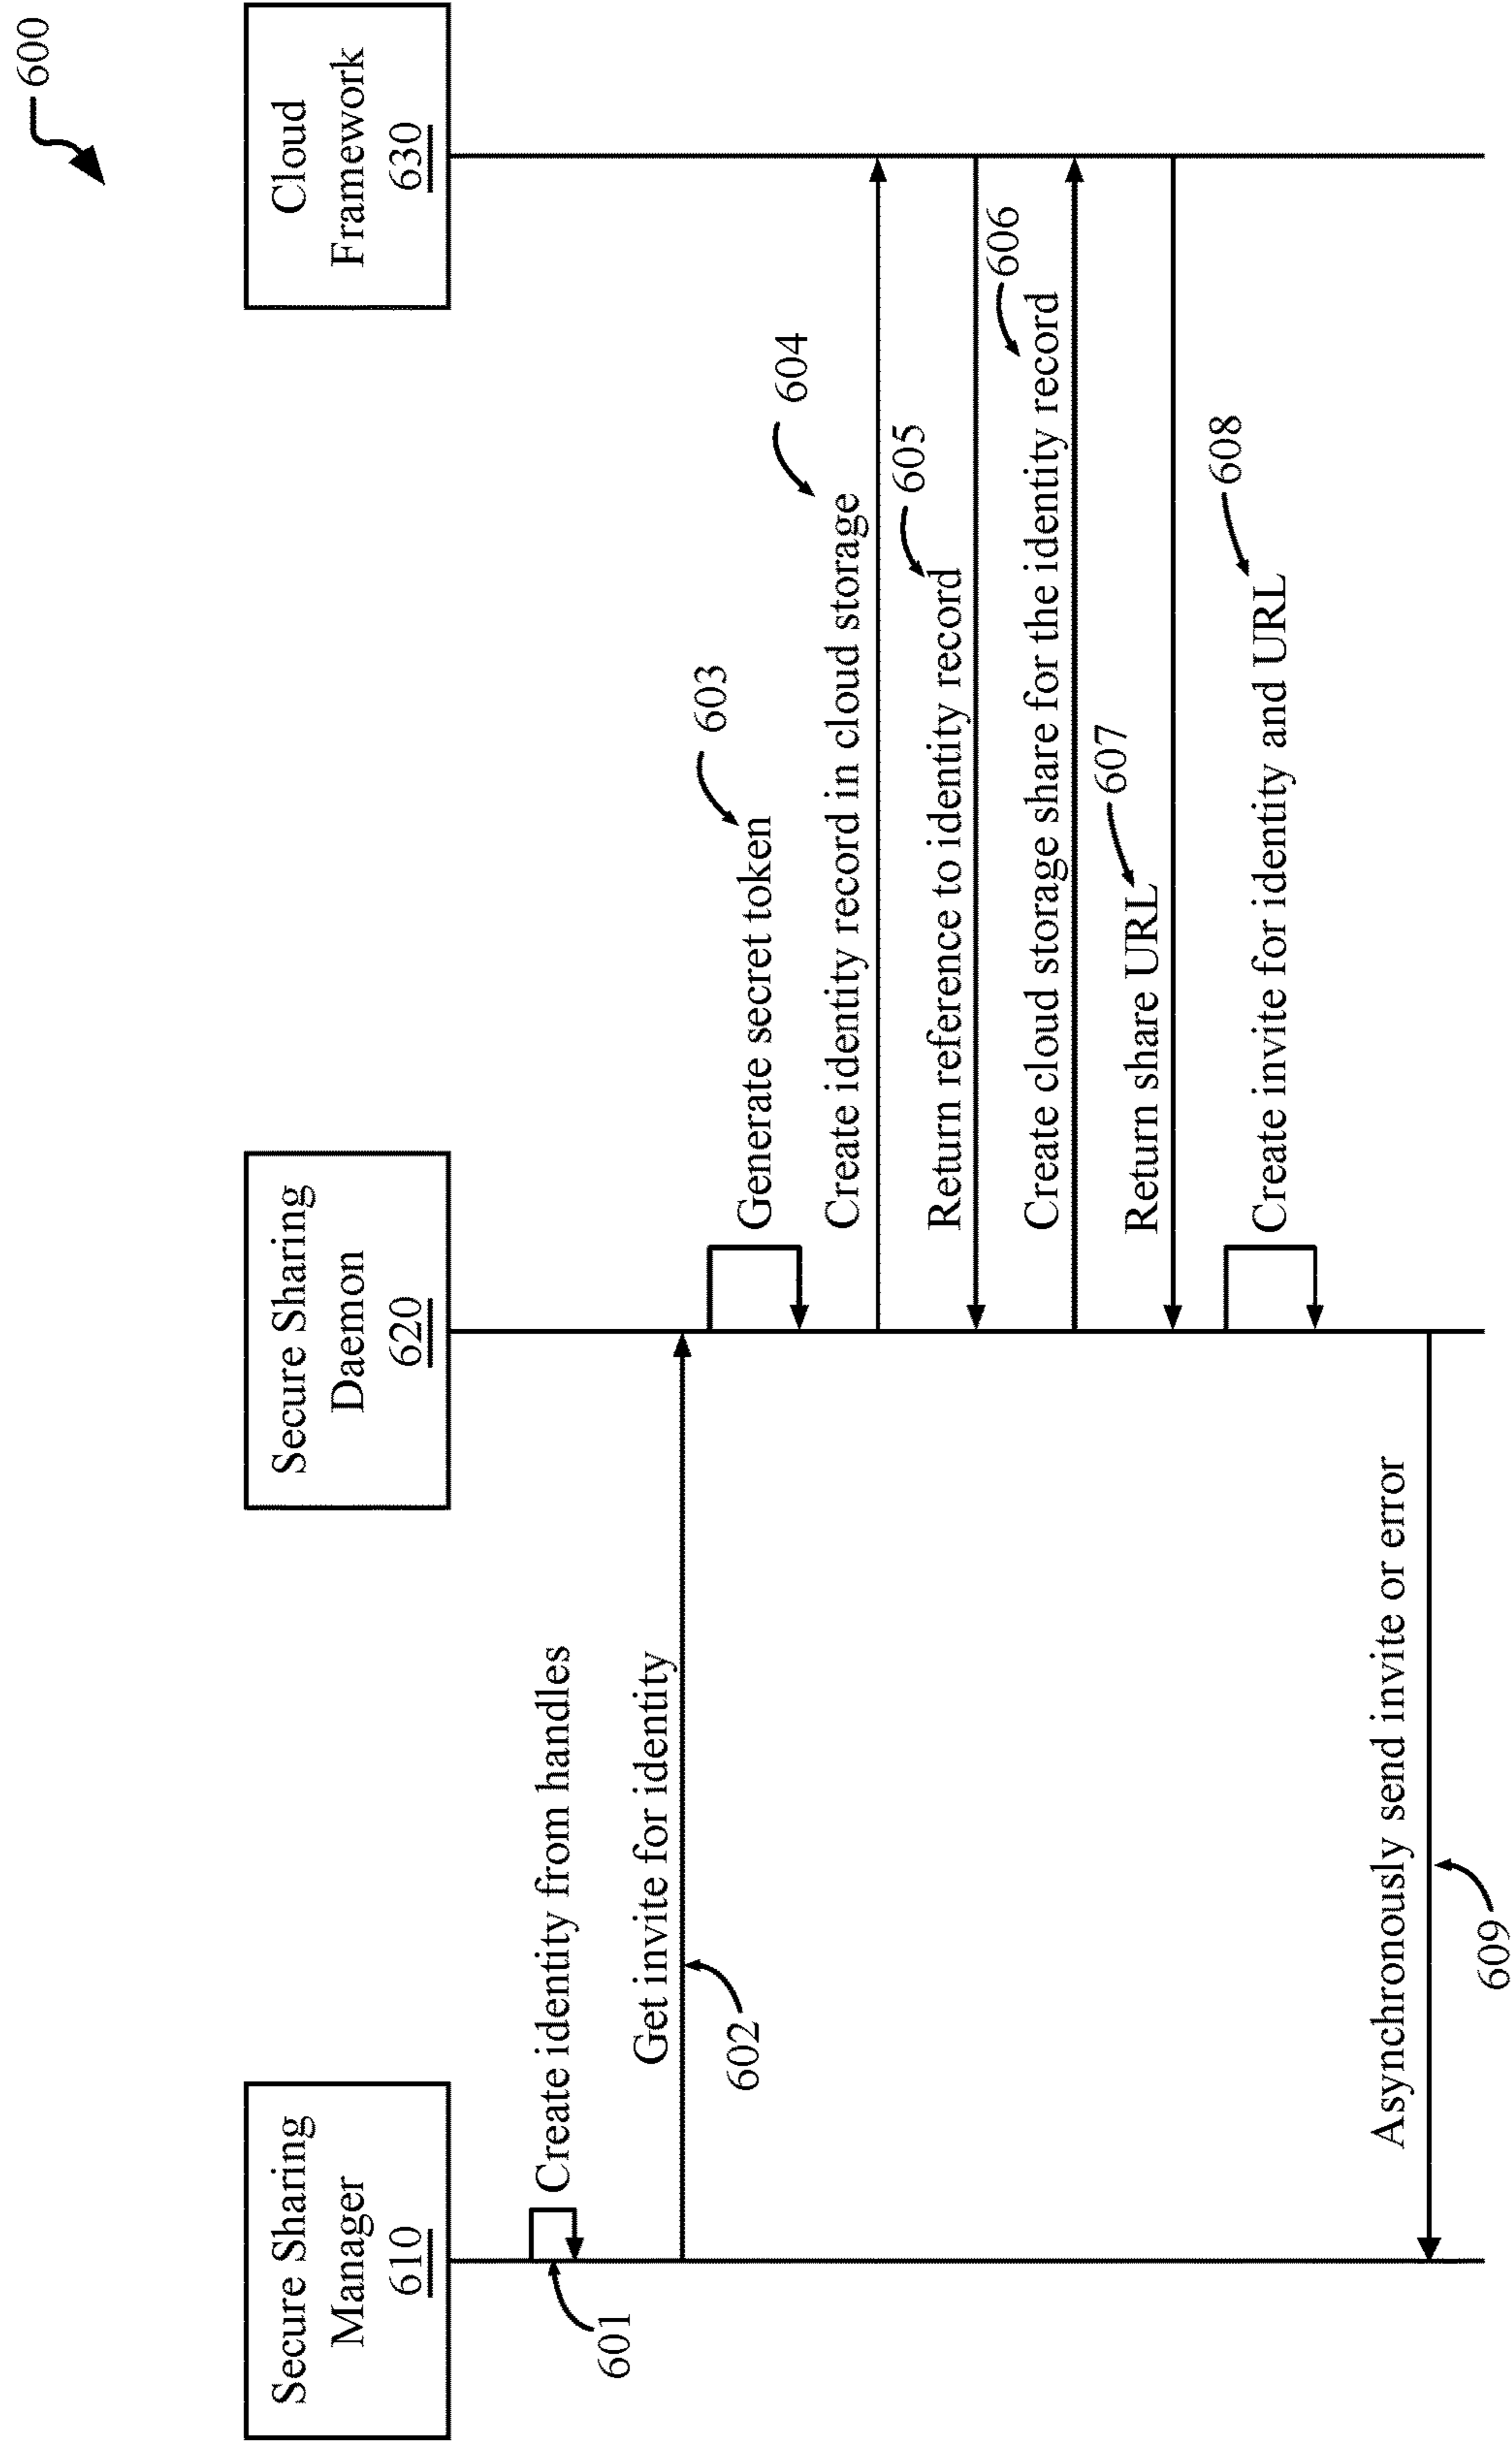 600
Secure Sharing
Manager
610
Secure Sharing
Daemon
620
Cloud
Framework
630
Create identity from handles
601
Get invite for identity
602
Generate secret token
603
Create identity record in cloud storage
604
Return reference to identity record
605
Create cloud storage share for the identity record
606
Return share URL
607
Create invite for identity and URL
608
Asynchronously send invite or error
609